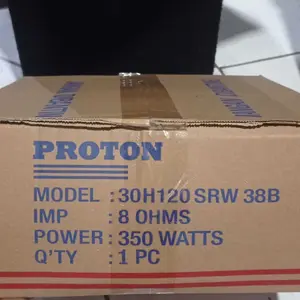 PROTON
MODEL : 30H120 SRW 38B
IMP : 8 OHMS
POWER : 350 WATTS
Q'TY : 1 PC